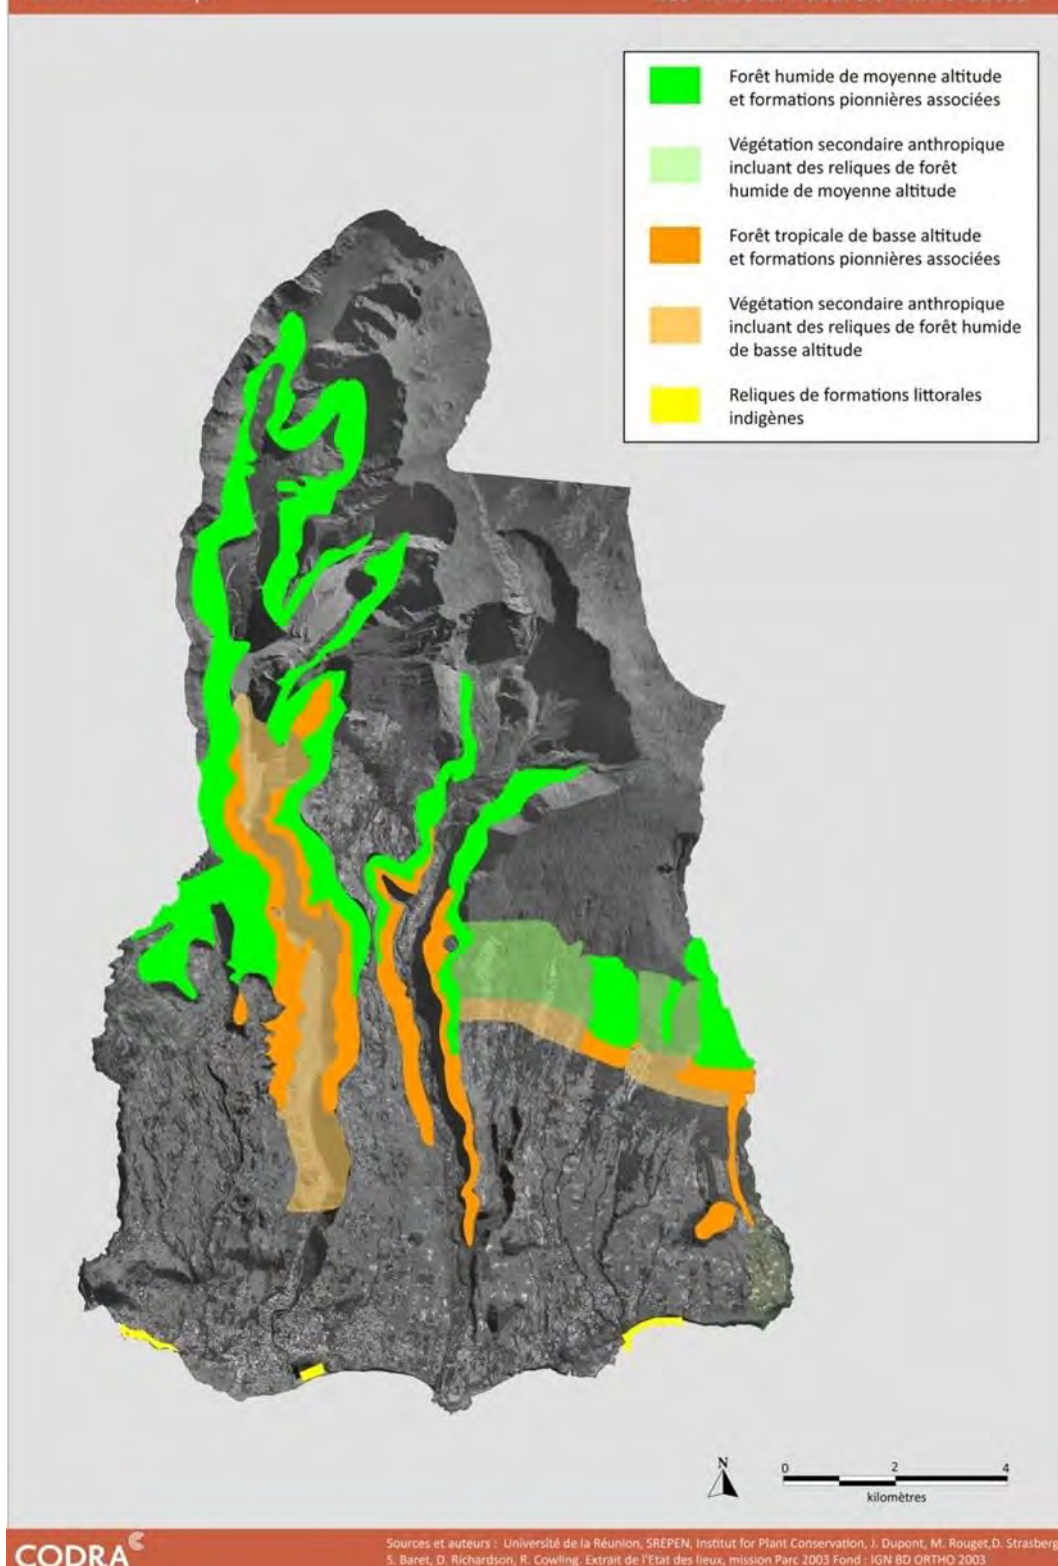 Forêt humide de moyenne altitude
et formations pionnières associées
Végétation secondaire anthropique
incluant des reliques de forêt
humide de moyenne altitude
Forêt tropicale de basse altitude
et formations pionnières associées
Végétation secondaire anthropique
incluant des reliques de forêt humide
de basse altitude
Reliques de formations littorales
indigènes
N
0 2 4
kilomètres
CODRA
Sources et auteurs : Université de la Réunion, SREPEN, Institut for Plant Conservation, J. Dupont, M. Rouget,D. Strasberg
S. Baret, D. Richardson, R. Cowling. Extrait de l'Etat des lieux, mission Parc 2003 Fond : IGN BD ORTHO 2003